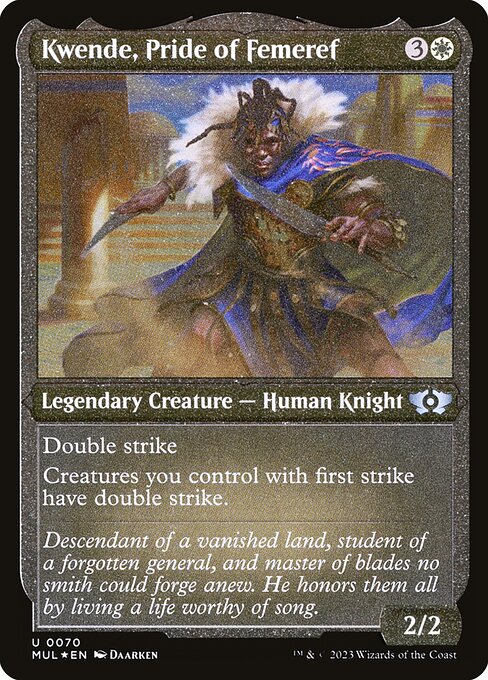 Kwende, Pride of Femeref 3
Legendary Creature — Human Knight
Double strike
Creatures you control with first strike
have double strike.
Descendant of a vanished land, student of
a forgotten general, and master of blades no
smith could forge anew. He honors them all
by living a life worthy of song.
2/2
U 0070
MUL★EN DAARKEN
™ & © 2023 Wizards of the Coast